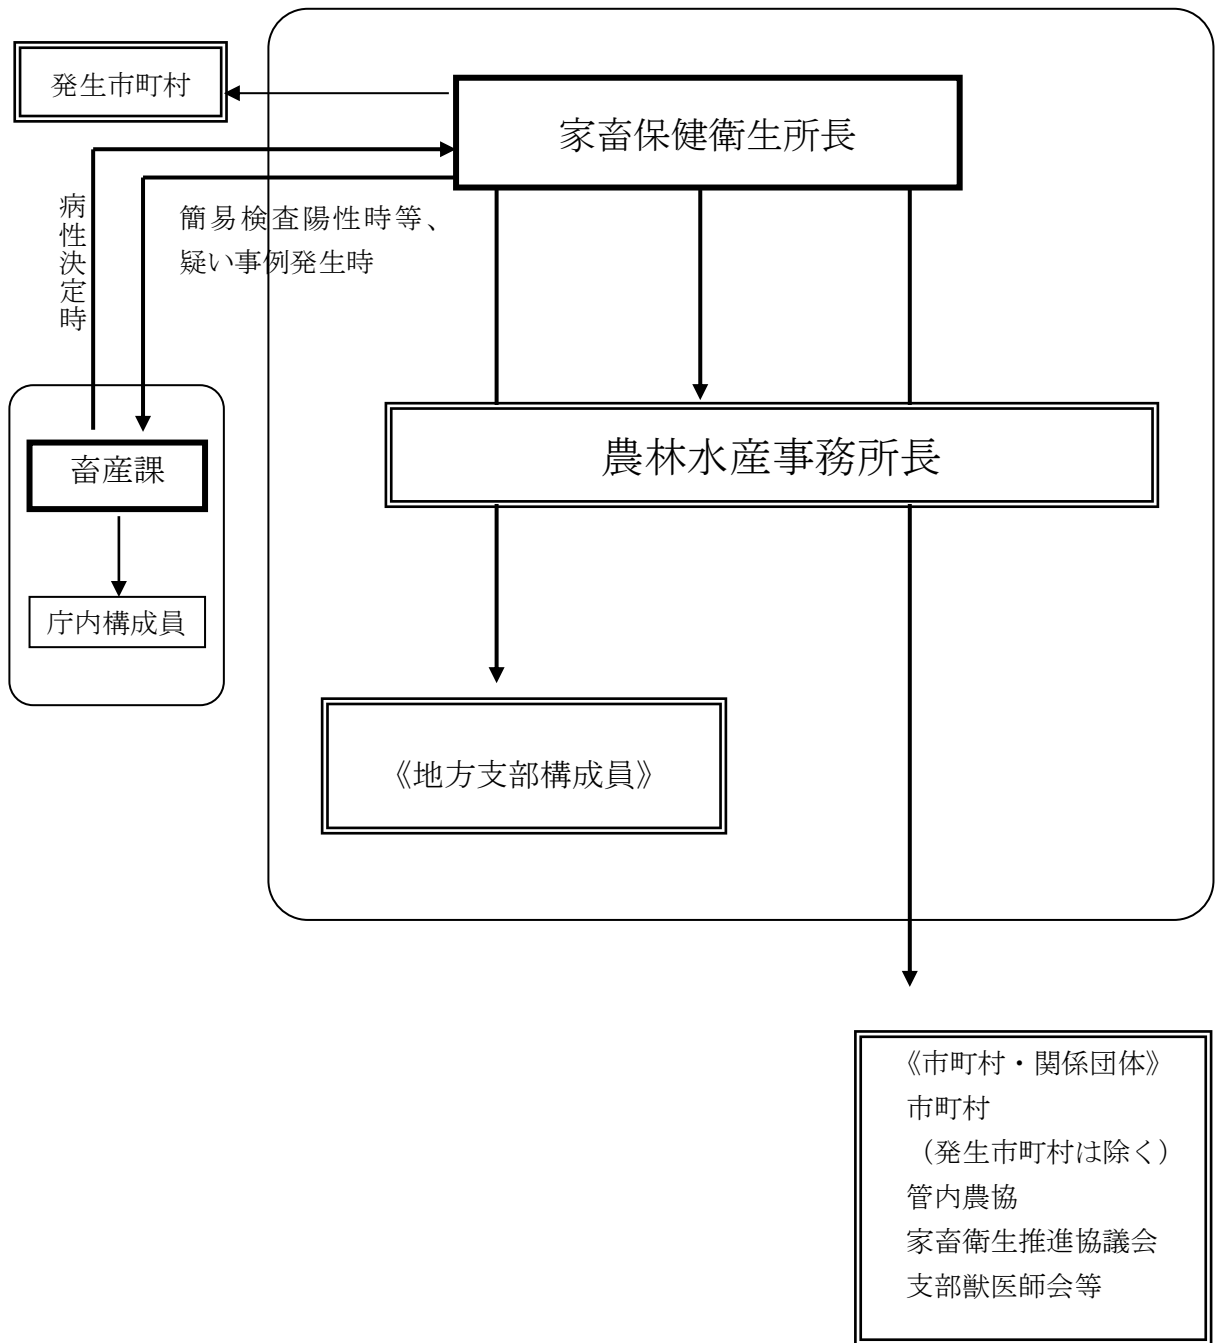 発生市町村
家畜保健衛生所長
病性決定時
簡易検査陽性時等、
疑い事例発生時
農林水産事務所長
畜産課
庁内構成員
《地方支部構成員》
《市町村・関係団体》
市町村
（発生市町村は除く）
管内農協
家畜衛生推進協議会
支部獣医師会等